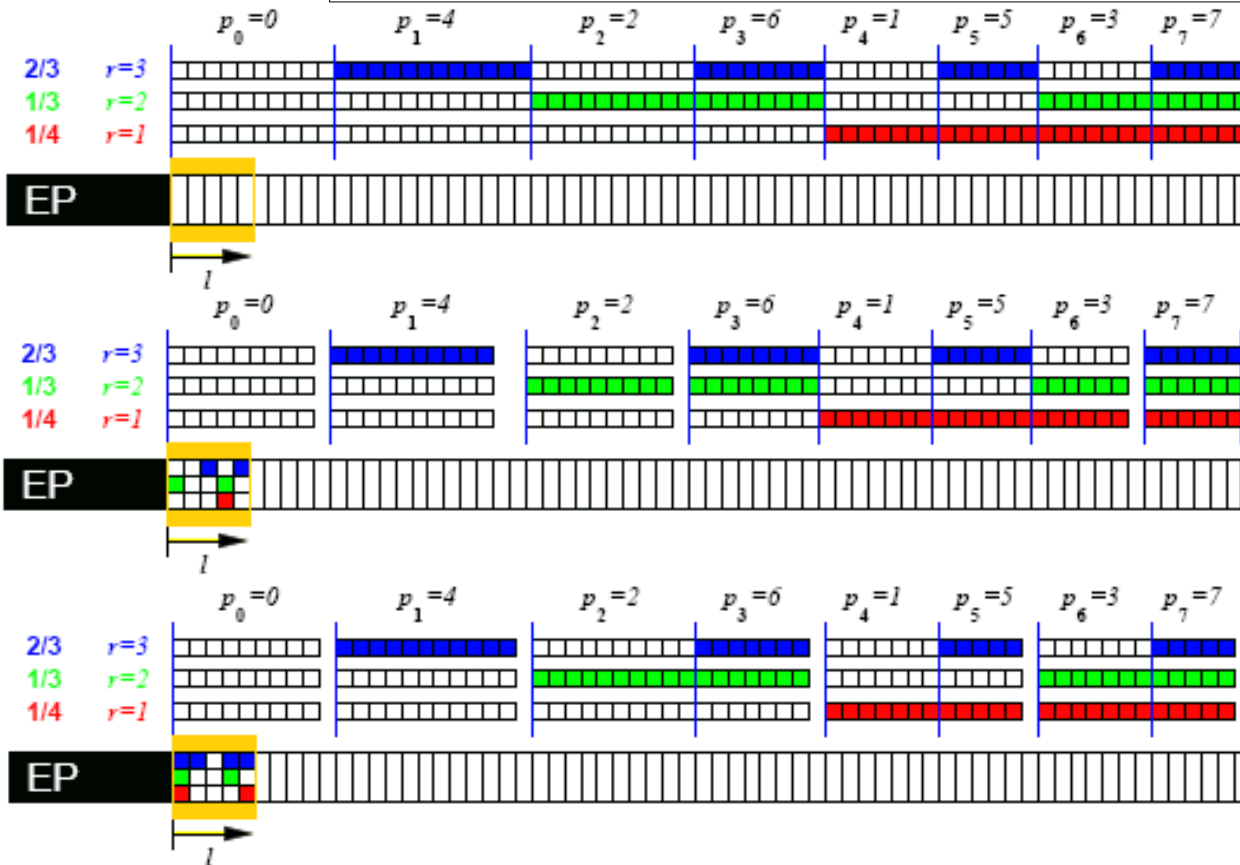 p₀=0 p₁=4 p₂=2 p₃=6 p₄=1 p₅=5 p₆=3 p₇=7
2/3 r=3
1/3 r=2
1/4 r=1
EP
l
p₀=0 p₁=4 p₂=2 p₃=6 p₄=1 p₅=5 p₆=3 p₇=7
2/3 r=3
1/3 r=2
1/4 r=1
EP
l
p₀=0 p₁=4 p₂=2 p₃=6 p₄=1 p₅=5 p₆=3 p₇=7
2/3 r=3
1/3 r=2
1/4 r=1
EP
l